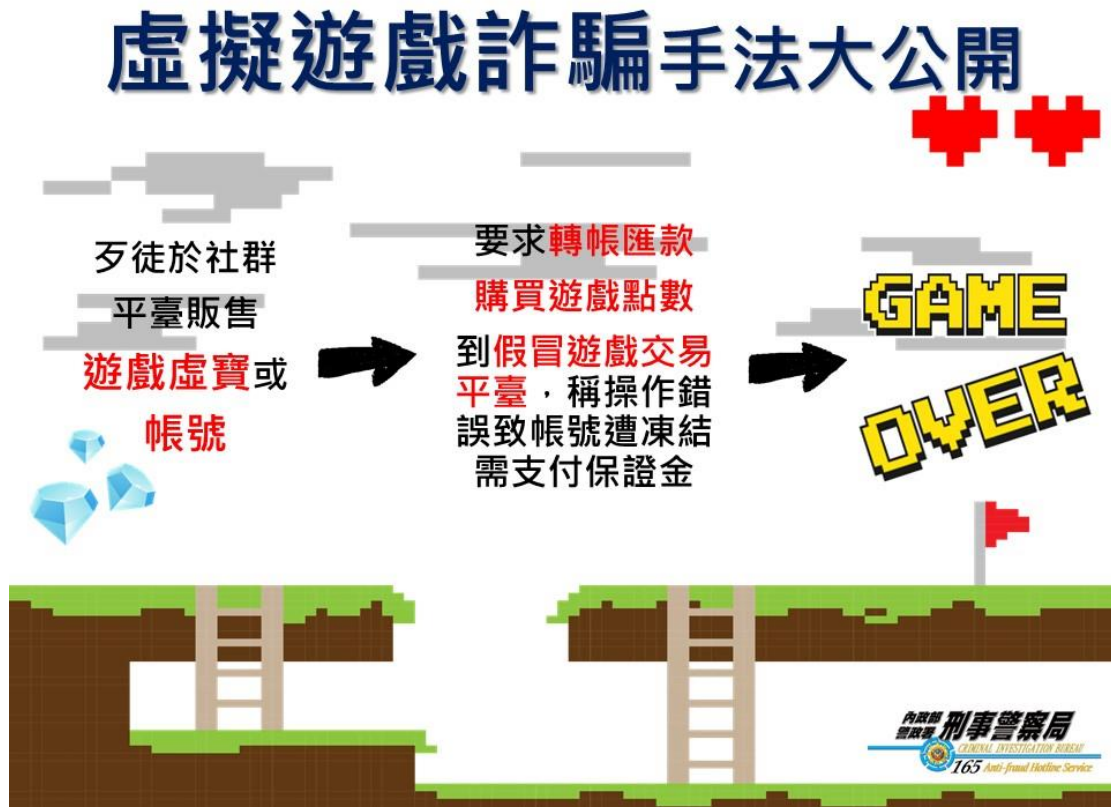 虛擬遊戲詐騙手法大公開
歹徒於社群
平臺販售
遊戲虛寶或
帳號
要求轉帳匯款
購買遊戲點數
到假冒遊戲交易
平臺，稱操作錯
誤致帳號遭凍結
需支付保證金
GAME
OVER
內政部
警政署
刑事警察局
CRIMINAL INVESTIGATION BUREAU
165 Anti-fraud Hotline Service